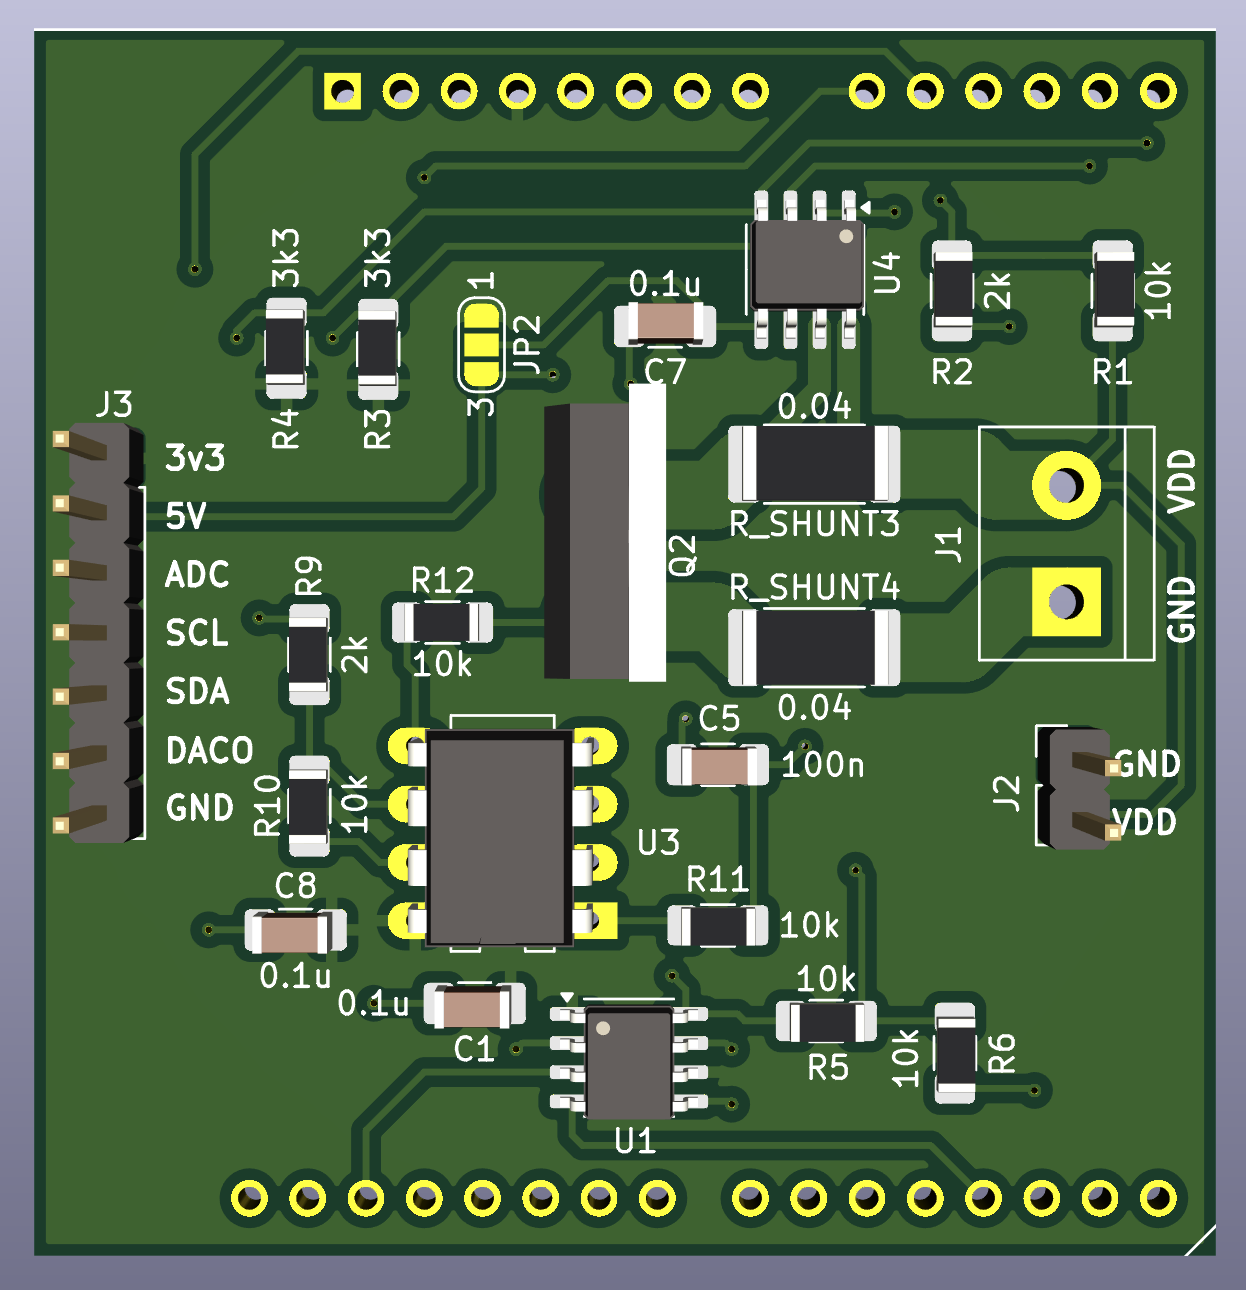 3k3
3k3
1
JP2
3
R4
R3
0.1u
C7
U4
2k
R2
10k
R1
J3
3v3
5V
ADC
SCL
SDA
DACO
GND
0.04
R_SHUNT3
Q2
R_SHUNT4
0.04
J1
VDD
GND
R9
2k
R12
10k
R10
10k
C5
100n
J2
GND
VDD
U3
C8
0.1u
R11
10k
0.1u
C1
10k
R5
10k
R6
U1